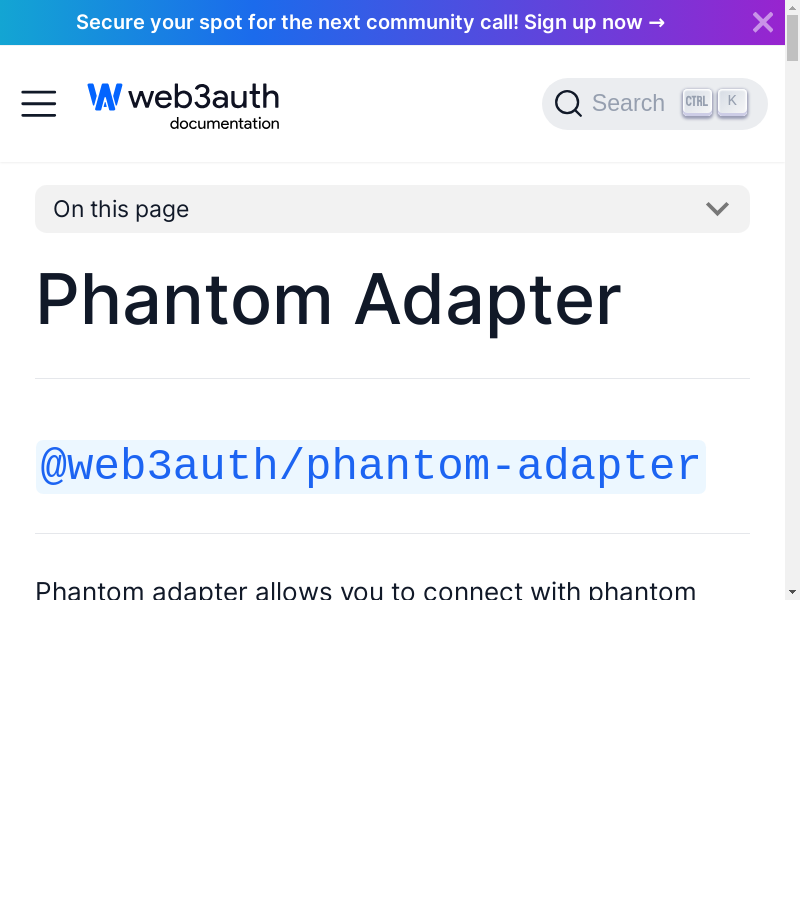 Secure your spot for the next community call! Sign up now →
web3auth
documentation
Search CTRL K
On this page
Phantom Adapter
@web3auth/phantom-adapter
Phantom adapter allows you to connect with phantom